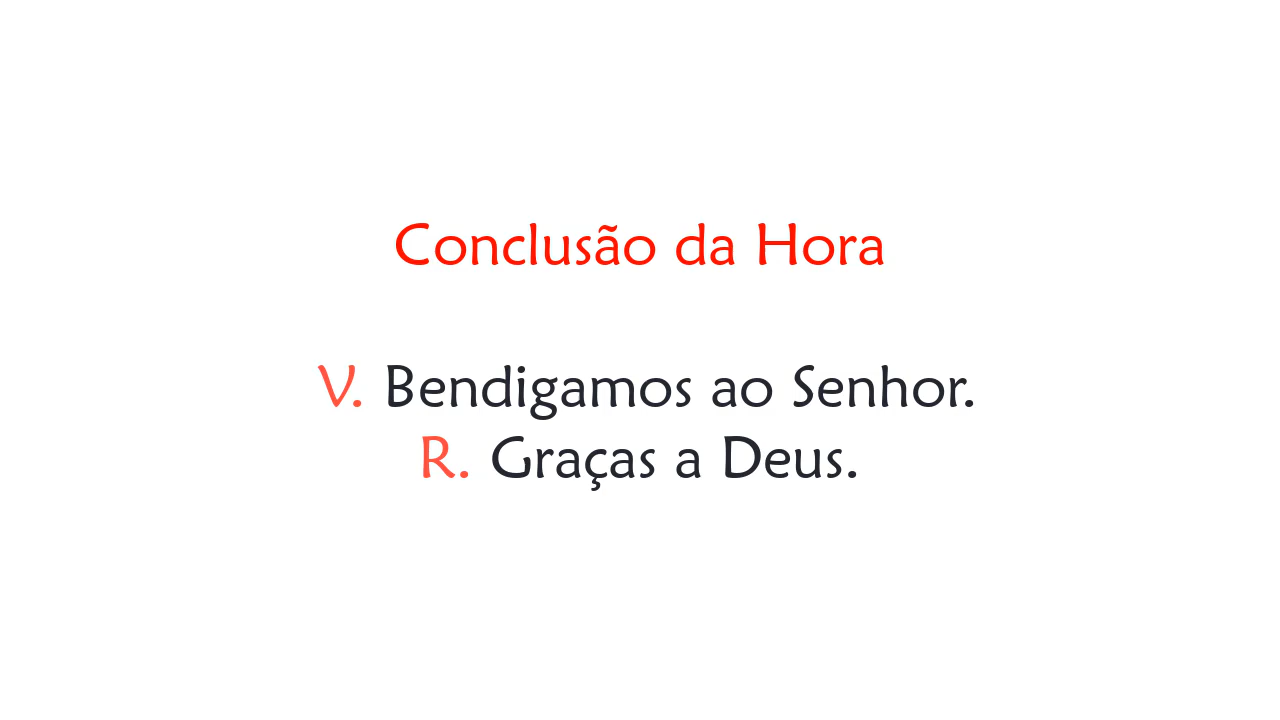 Conclusão da Hora
V. Bendigamos ao Senhor.
R. Graças a Deus.